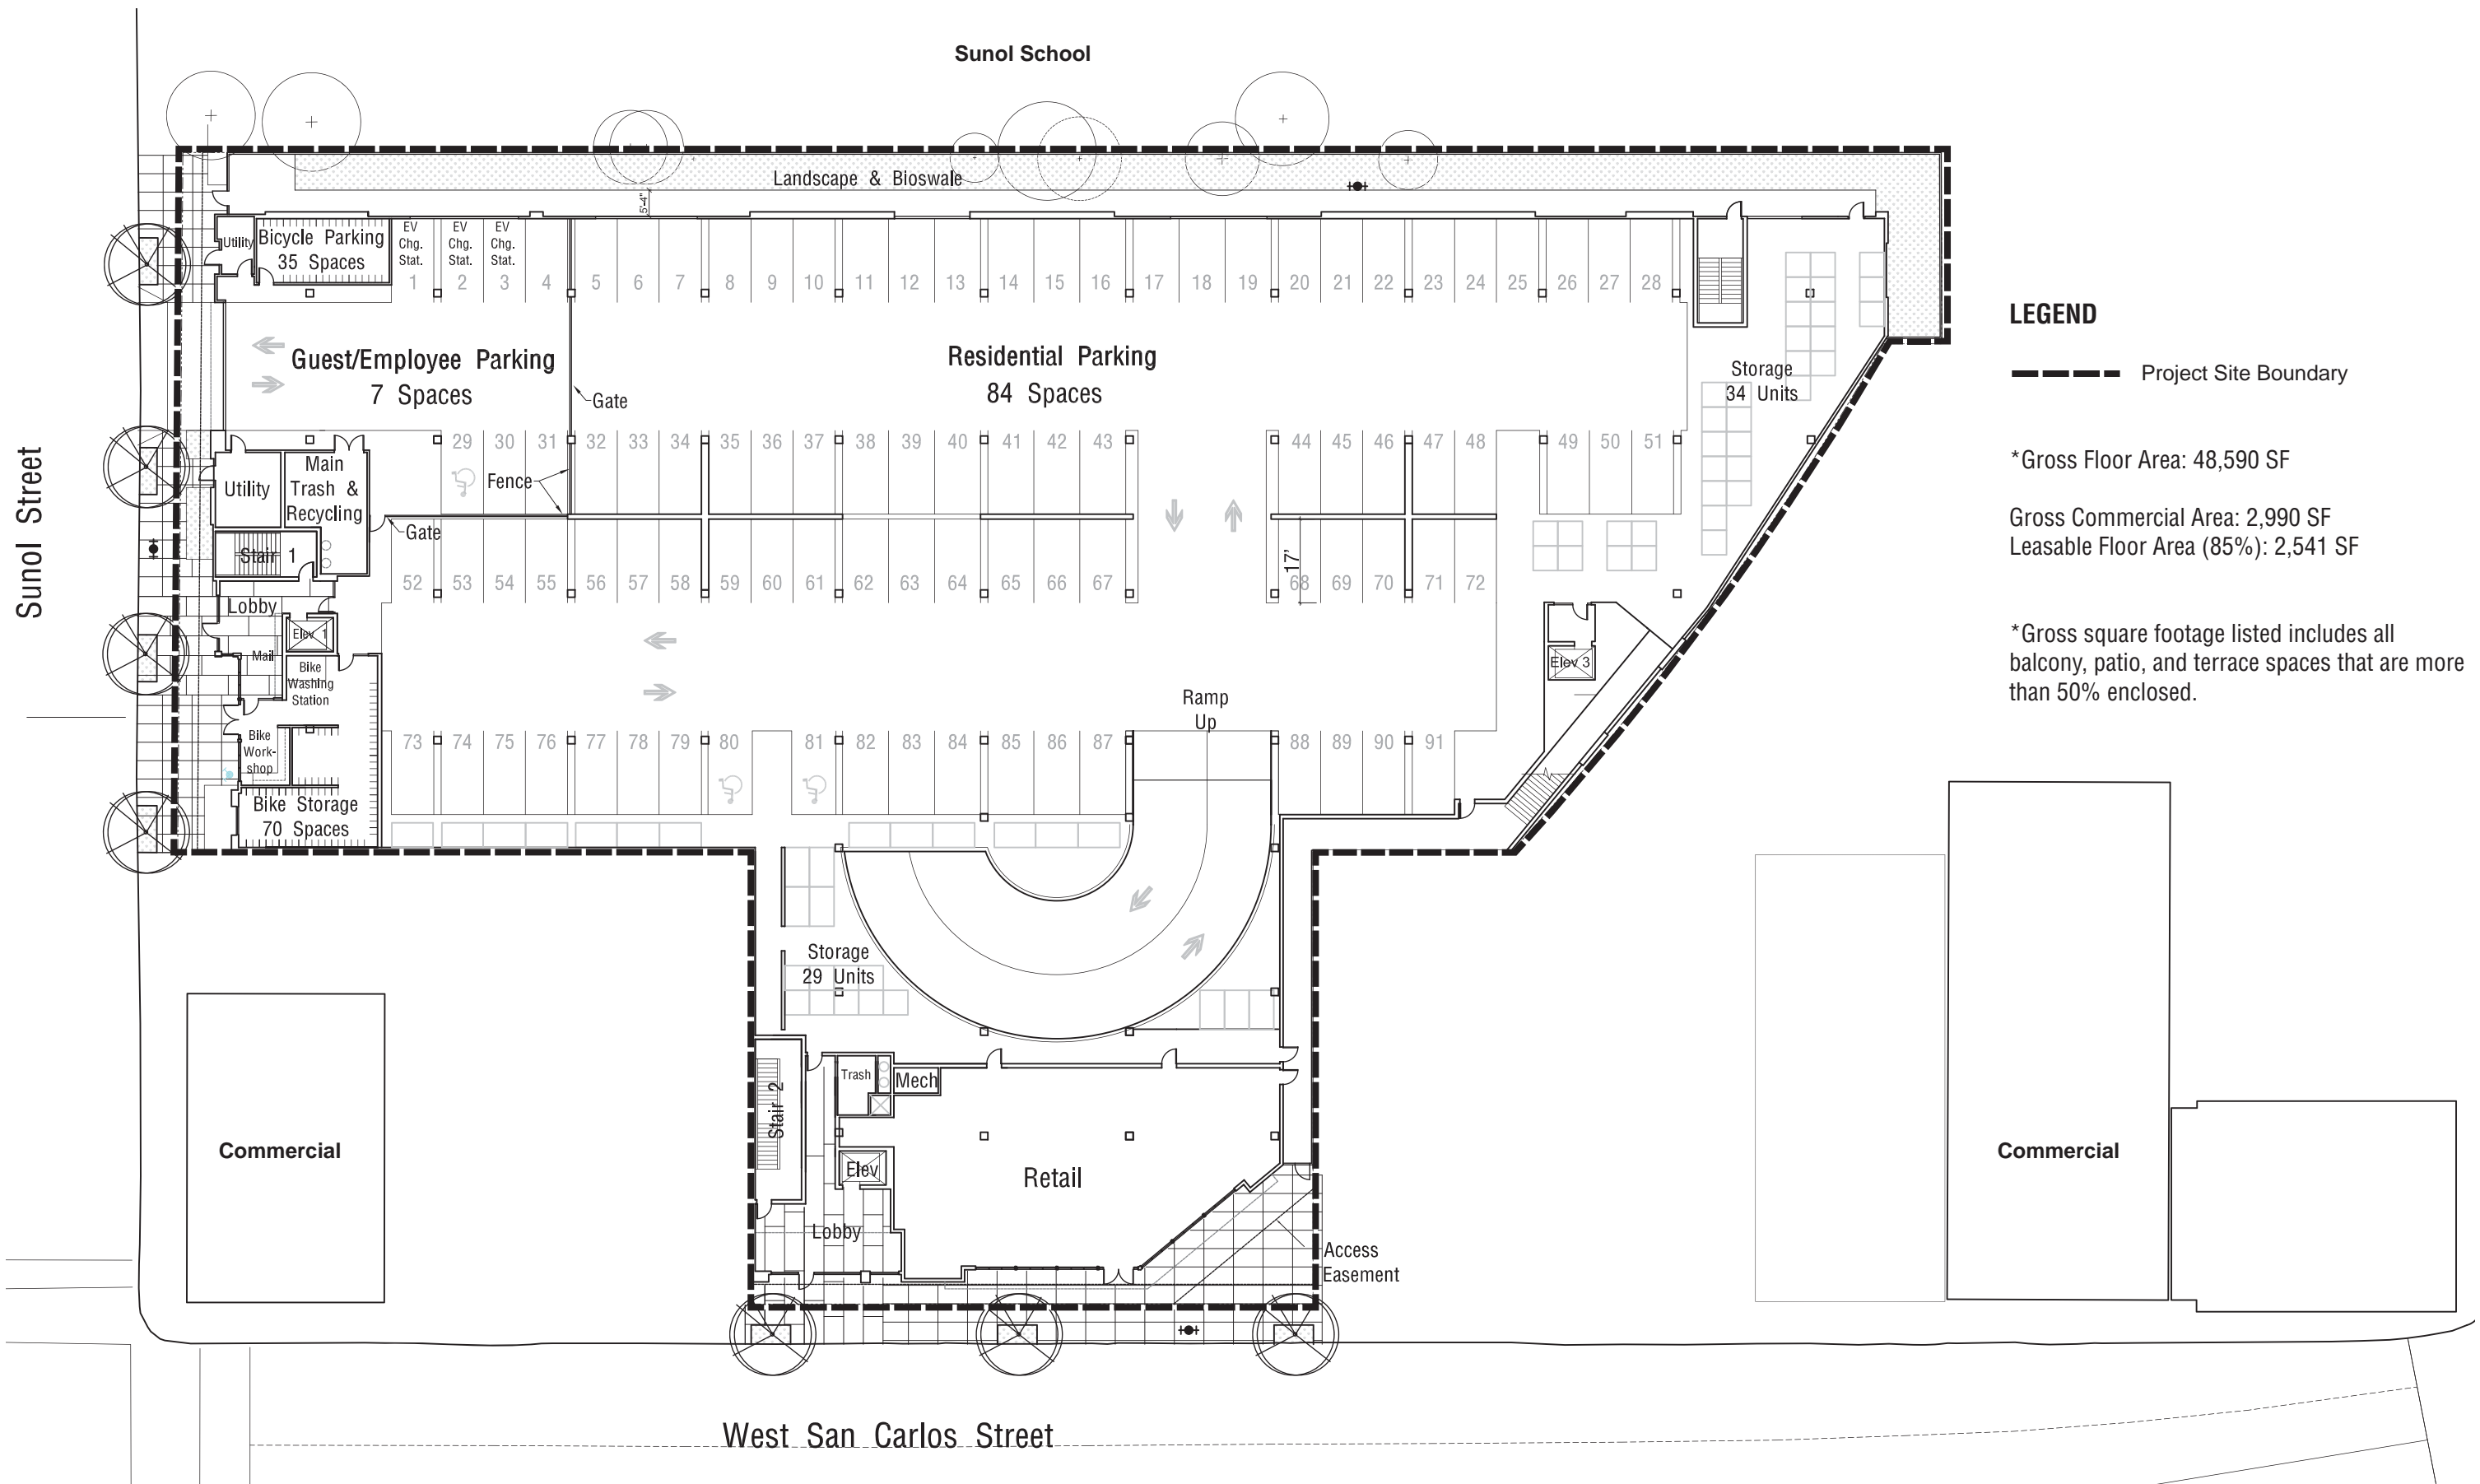 Sunol School
Landscape & Bioswale
5'-4"
Utility
Bicycle Parking
35 Spaces
EV
Chg.
Stat.
EV
Chg.
Stat.
EV
Chg.
Stat.
1 2 3 4 5 6 7 8 9 10 11 12 13 14 15 16 17 18 19 20 21 22 23 24 25 26 27 28
Guest/Employee Parking
7 Spaces
Gate
Residential Parking
84 Spaces
Storage
34 Units
LEGEND
Project Site Boundary
*Gross Floor Area: 48,590 SF
Gross Commercial Area: 2,990 SF
Leasable Floor Area (85%): 2,541 SF
*Gross square footage listed includes all
balcony, patio, and terrace spaces that are more
than 50% enclosed.
Sunol Street
29 30 31 32 33 34 35 36 37 38 39 40 41 42 43 44 45 46 47 48 49 50 51
Utility
Main
Trash &
Recycling
Fence
Gate
Stair 1
17'
52 53 54 55 56 57 58 59 60 61 62 63 64 65 66 67 68 69 70 71 72
Lobby
Elev 1
Mail
Bike
Washing
Station
Elev 3
Ramp
Up
Bike
Work-
shop
73 74 75 76 77 78 79 80 81 82 83 84 85 86 87 88 89 90 91
Bike Storage
70 Spaces
Storage
29 Units
Stair 2
Trash
Mech
Elev
Retail
Lobby
Access
Easement
Commercial
Commercial
West San Carlos Street